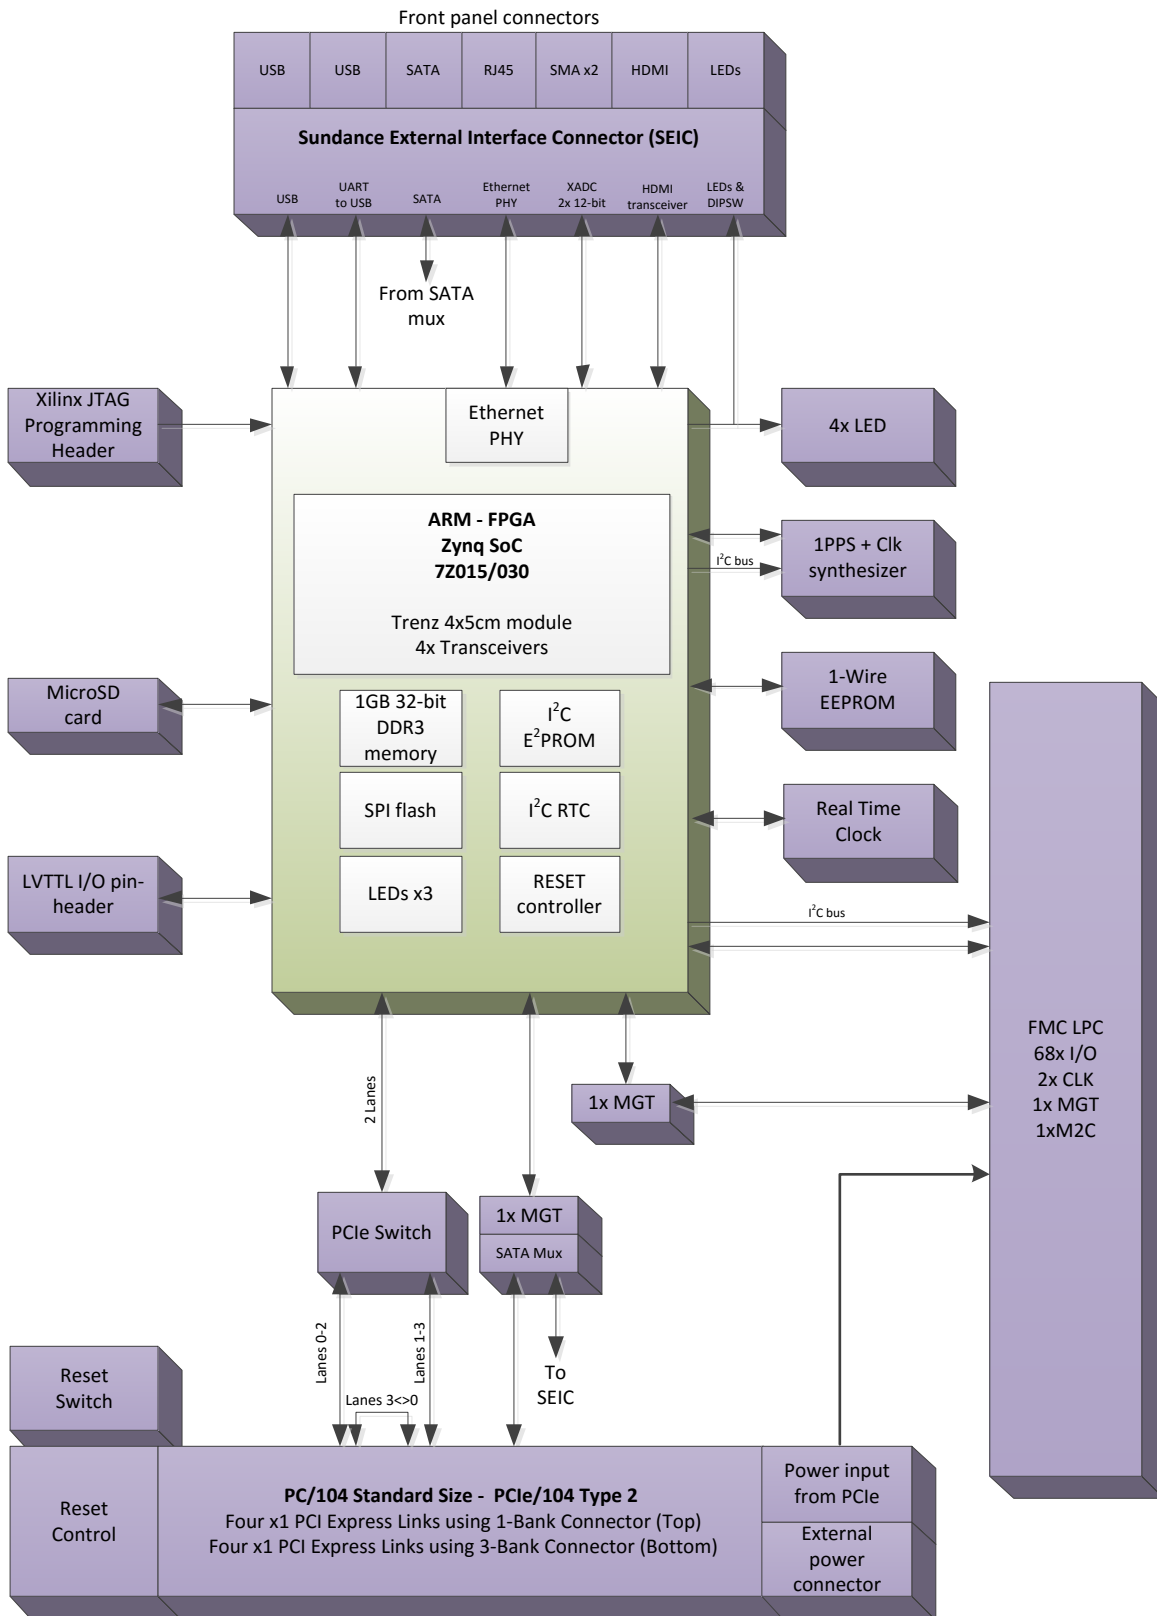 Front panel connectors
USB
USB
SATA
RJ45
SMA x2
HDMI
LEDs
Sundance External Interface Connector (SEIC)
USB
UART
to USB
SATA
Ethernet
PHY
XADC
2x 12-bit
HDMI
transceiver
LEDs &
DIPSW
From SATA
mux
Xilinx JTAG
Programming
Header
Ethernet
PHY
4x LED
ARM - FPGA
Zynq SoC
7Z015/030
Trenz 4x5cm module
4x Transceivers
I²C bus
1PPS + Clk
synthesizer
MicroSD
card
1GB 32-bit
DDR3
memory
I²C
E²PROM
1-Wire
EEPROM
SPI flash
I²C RTC
Real Time
Clock
LVTTL I/O pin-
header
LEDs x3
RESET
controller
I²C bus
FMC LPC
68x I/O
2x CLK
1x MGT
1xM2C
2 Lanes
1x MGT
PCIe Switch
1x MGT
SATA Mux
Lanes 0-2
Lanes 1-3
Lanes 3<>0
To
SEIC
Reset
Switch
Reset
Control
PC/104 Standard Size -  PCIe/104 Type 2
Four x1 PCI Express Links using 1-Bank Connector (Top)
Four x1 PCI Express Links using 3-Bank Connector (Bottom)
Power input
from PCIe
External
power
connector